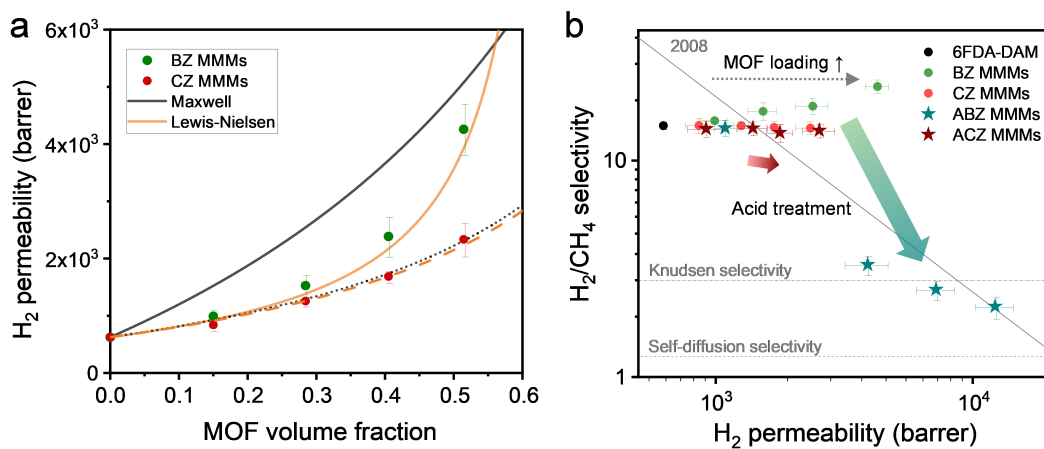 a
6x10³
4x10³
2x10³
0
0.0 0.1 0.2 0.3 0.4 0.5 0.6
H₂ permeability (barrer)
MOF volume fraction
BZ MMMs
CZ MMMs
Maxwell
Lewis-Nielsen
b
2008
MOF loading ↑
6FDA-DAM
BZ MMMs
CZ MMMs
ABZ MMMs
ACZ MMMs
Acid treatment
Knudsen selectivity
Self-diffusion selectivity
10
1
10³ 10⁴
H₂/CH₄ selectivity
H₂ permeability (barrer)